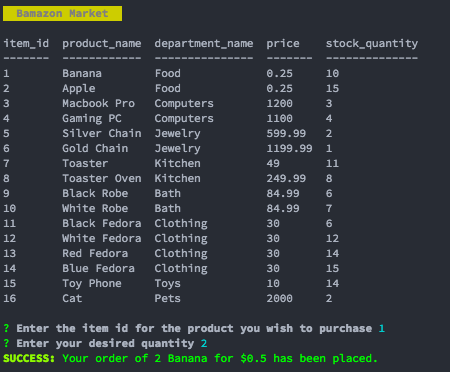 Bamazon Market
item_id  product_name  department_name  price    stock_quantity
-------  ------------  ---------------  -------  --------------
1        Banana        Food             0.25     10
2        Apple         Food             0.25     15
3        Macbook Pro   Computers        1200     3
4        Gaming PC     Computers        1100     4
5        Silver Chain  Jewelry          599.99   2
6        Gold Chain    Jewelry          1199.99  1
7        Toaster       Kitchen          49       11
8        Toaster Oven  Kitchen          249.99   8
9        Black Robe    Bath             84.99    6
10       White Robe    Bath             84.99    7
11       Black Fedora  Clothing         30       6
12       White Fedora  Clothing         30       12
13       Red Fedora    Clothing         30       14
14       Blue Fedora   Clothing         30       15
15       Toy Phone     Toys             10       14
16       Cat           Pets             2000     2
? Enter the item id for the product you wish to purchase 1
? Enter your desired quantity 2
SUCCESS: Your order of 2 Banana for $0.5 has been placed.